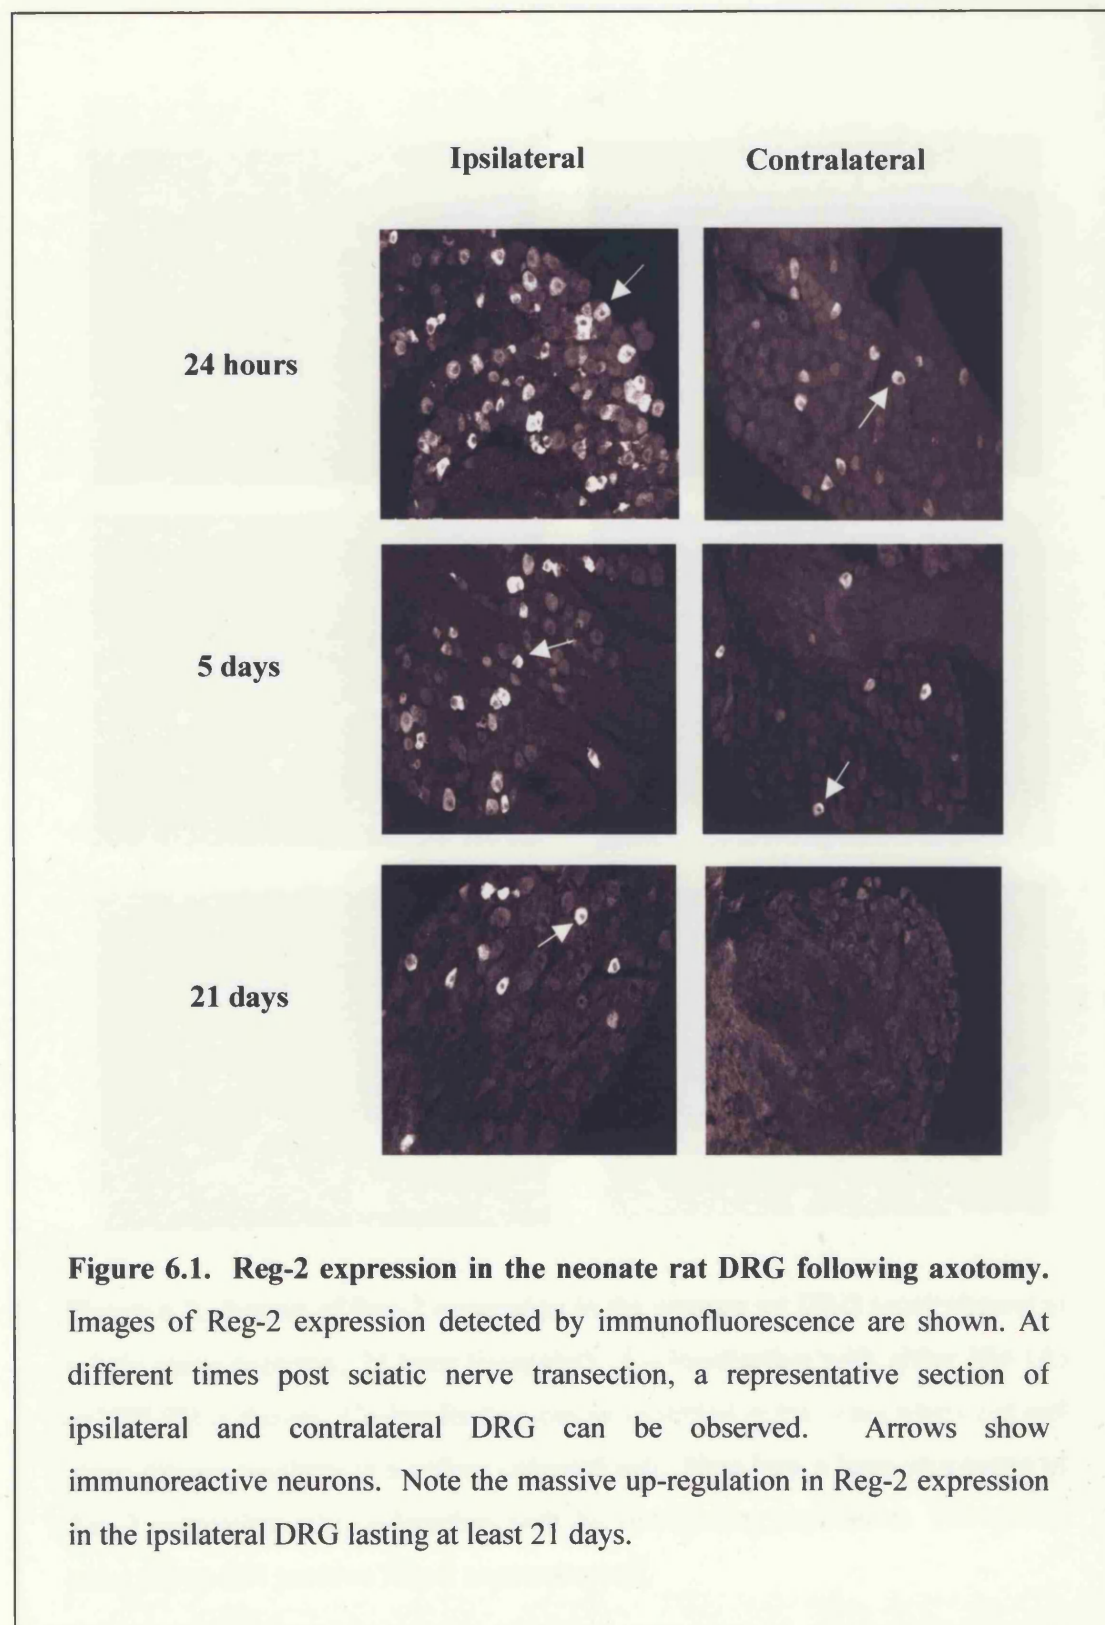 Ipsilateral Contralateral
24 hours
5 days
21 days
Figure 6.1. Reg-2 expression in the neonate rat DRG following axotomy.
Images of Reg-2 expression detected by immunofluorescence are shown. At
different times post sciatic nerve transection, a representative section of
ipsilateral and contralateral DRG can be observed. Arrows show
immunoreactive neurons. Note the massive up-regulation in Reg-2 expression
in the ipsilateral DRG lasting at least 21 days.